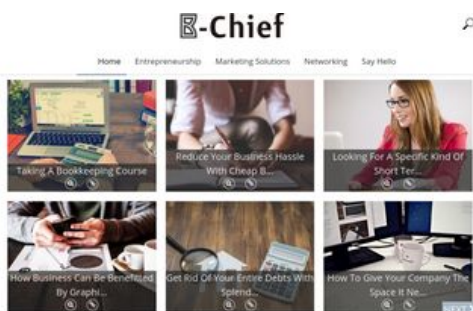 B-Chief
Home Entrepreneurship Marketing Solutions Networking Say Hello
Taking A Bookkeeping Course
Reduce Your Business Hassle
With Cheap B...
Looking For A Specific Kind Of
Short Ter...
How Business Can Be Benefitted
By Graphi...
Get Rid Of Your Entire Debts With
Splend...
How To Give Your Company The
Space It Ne...